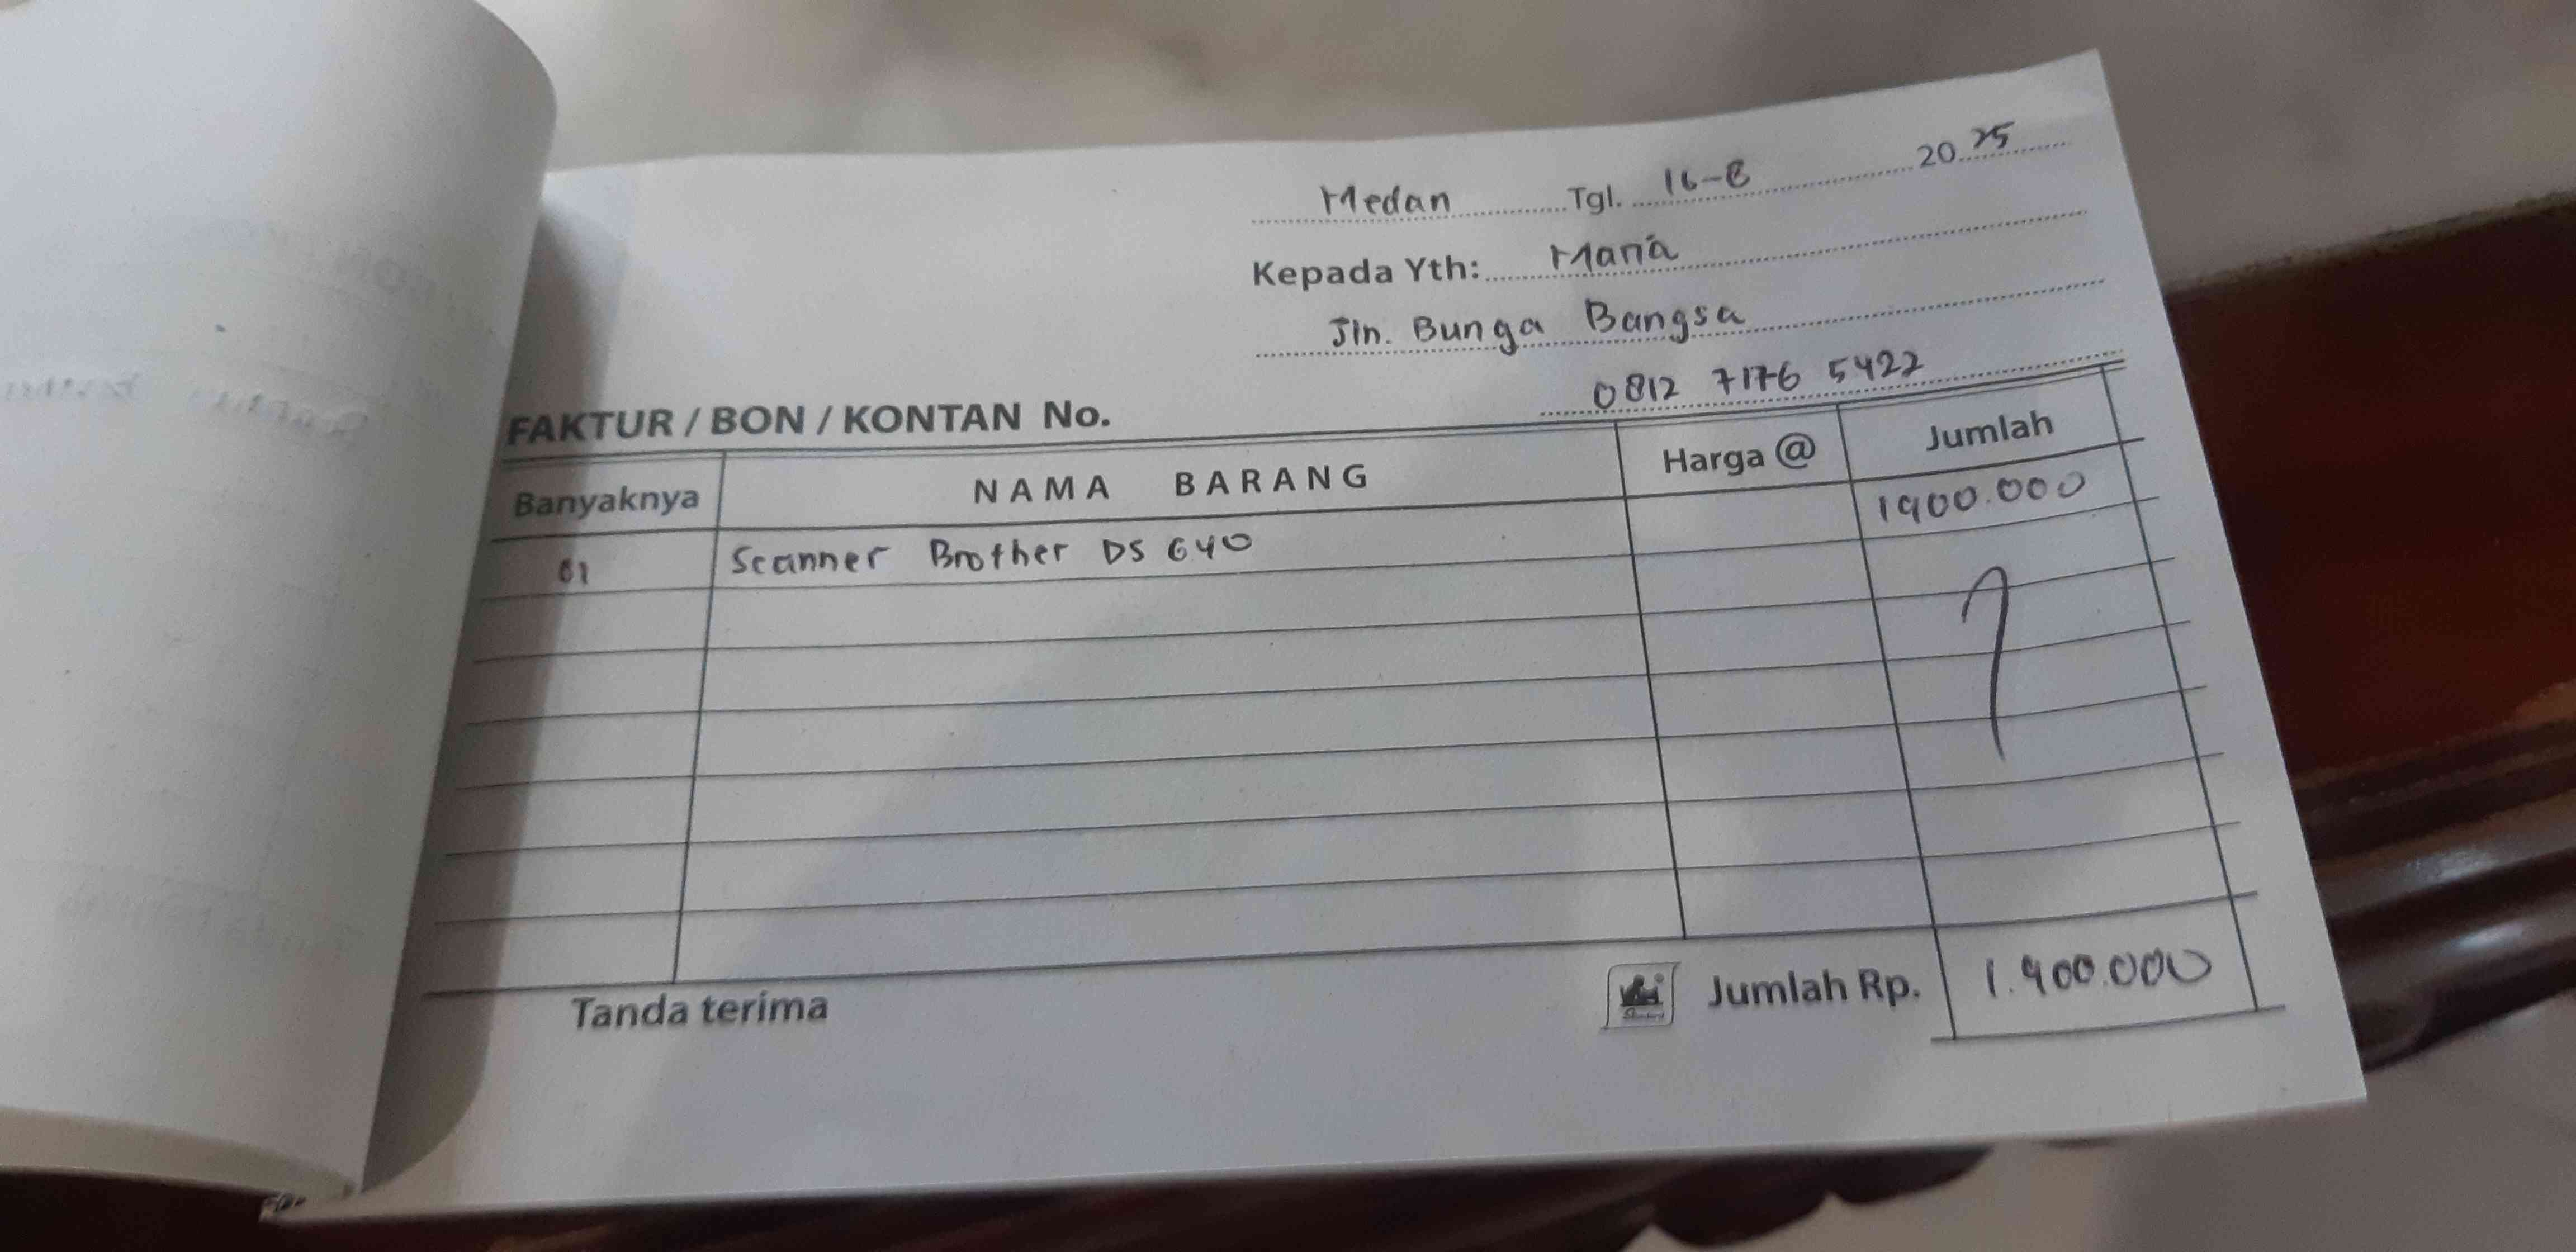 Medan Tgl. 16-8 2025
Kepada Yth: Maria
Jln. Bunga Bangsa
0812 7176 5422
FAKTUR / BON / KONTAN No.
Banyaknya NAMA BARANG Harga @ Jumlah
01 Scanner Brother DS 640 1900.000
Tanda terima Jumlah Rp. 1.900.000